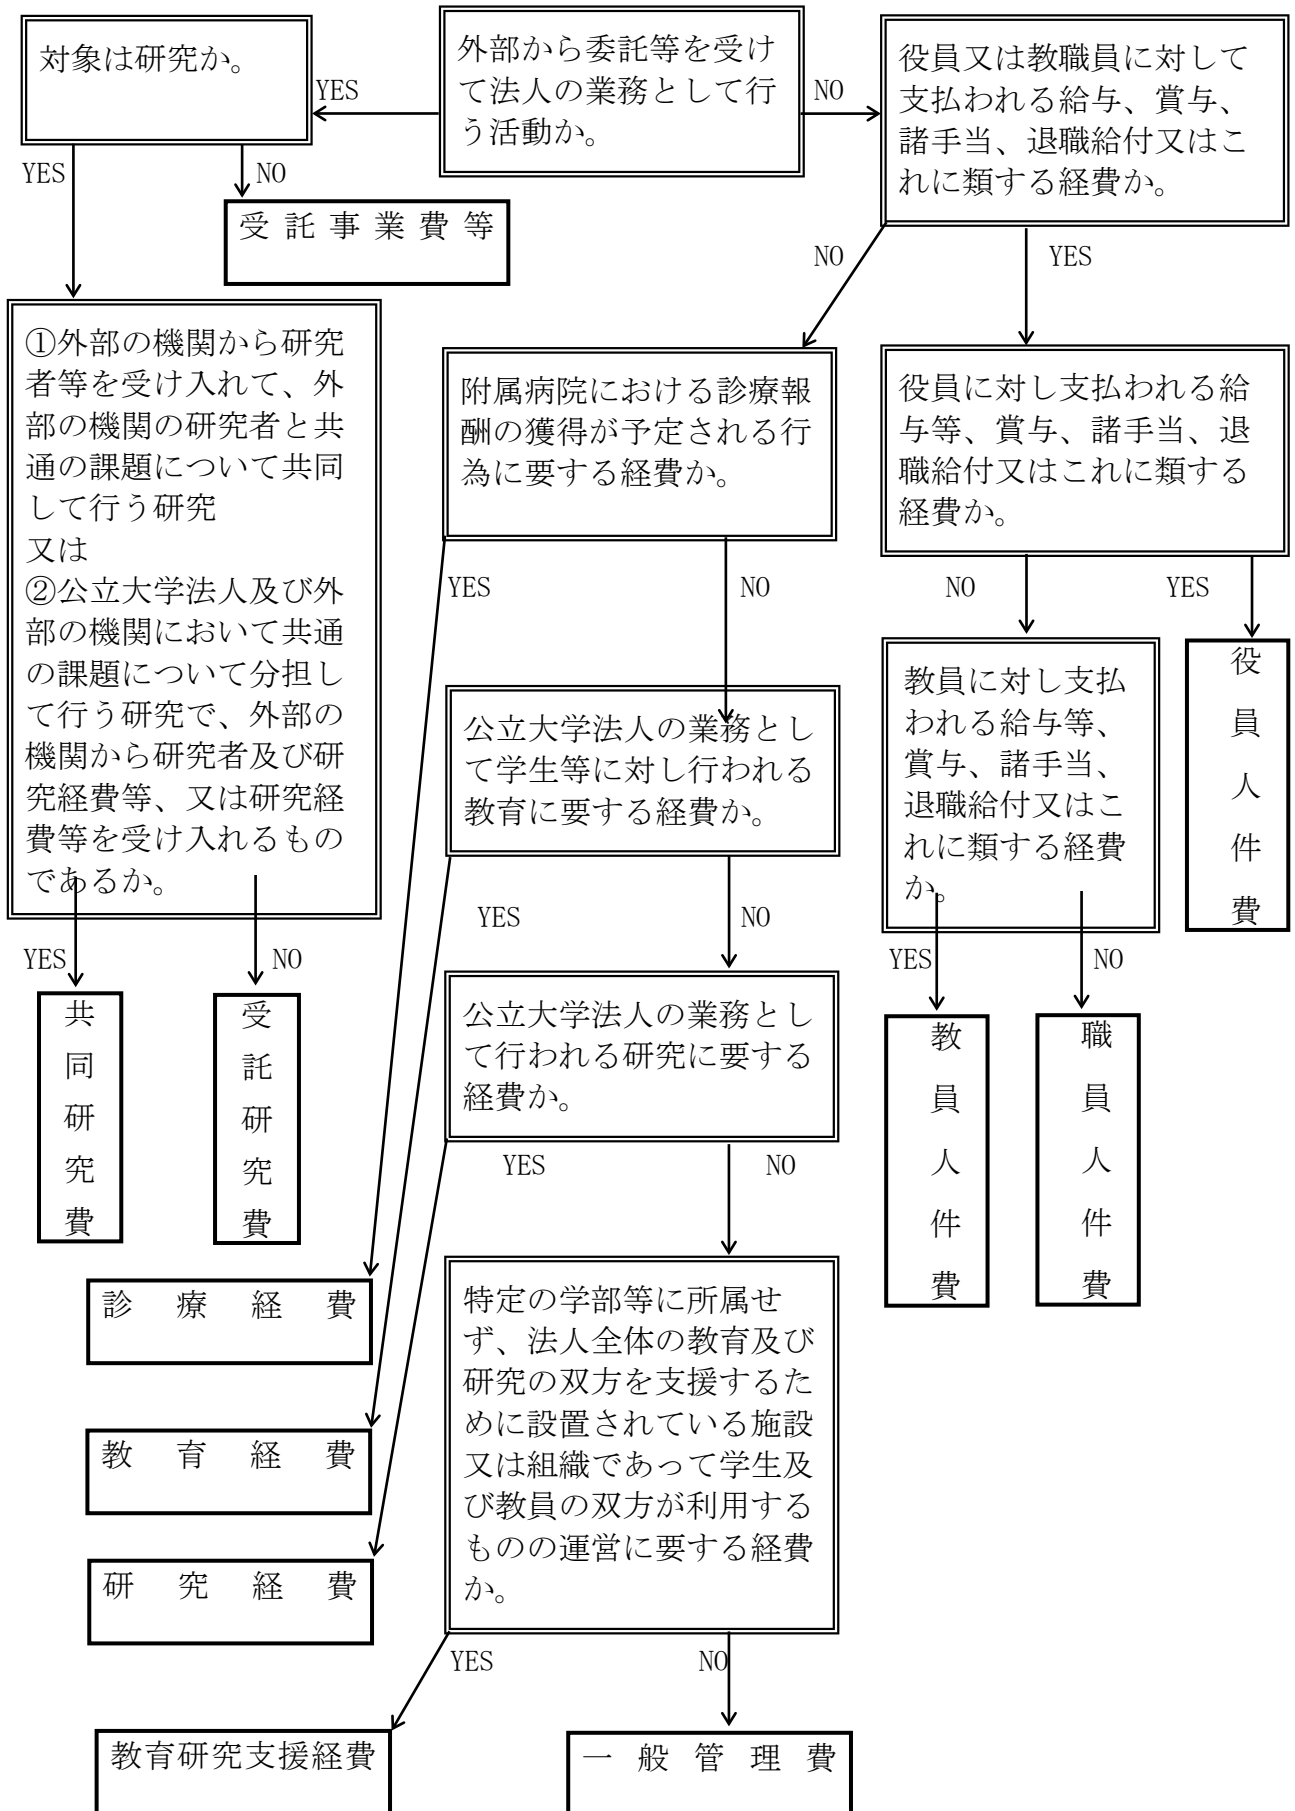 対象は研究か。
YES
外部から委託等を受け
て法人の業務として行
う活動か。
NO
役員又は教職員に対して
支払われる給与、賞与、
諸手当、退職給付又はこ
れに類する経費か。
YES
NO
受託事業費等
NO
YES
①外部の機関から研究
者等を受け入れて、外
部の機関の研究者と共
通の課題について共同
して行う研究
又は
②公立大学法人及び外
部の機関において共通
の課題について分担し
て行う研究で、外部の
機関から研究者及び研
究経費等、又は研究経
費等を受け入れるもの
であるか。
附属病院における診療報
酬の獲得が予定される行
為に要する経費か。
役員に対し支払われる給
与等、賞与、諸手当、退
職給付又はこれに類する
経費か。
YES
NO
NO
YES
公立大学法人の業務とし
て学生等に対し行われる
教育に要する経費か。
教員に対し支払
われる給与等、
賞与、諸手当、
退職給付又はこ
れに類する経費
か。
役員人件費
YES
NO
YES
NO
YES
NO
共同研究費
受託研究費
公立大学法人の業務とし
て行われる研究に要する
経費か。
教員人件費
職員人件費
YES
NO
診療経費
教育経費
研究経費
特定の学部等に所属せ
ず、法人全体の教育及び
研究の双方を支援するた
めに設置されている施設
又は組織であって学生及
び教員の双方が利用する
ものの運営に要する経費
か。
YES
NO
教育研究支援経費
一般管理費